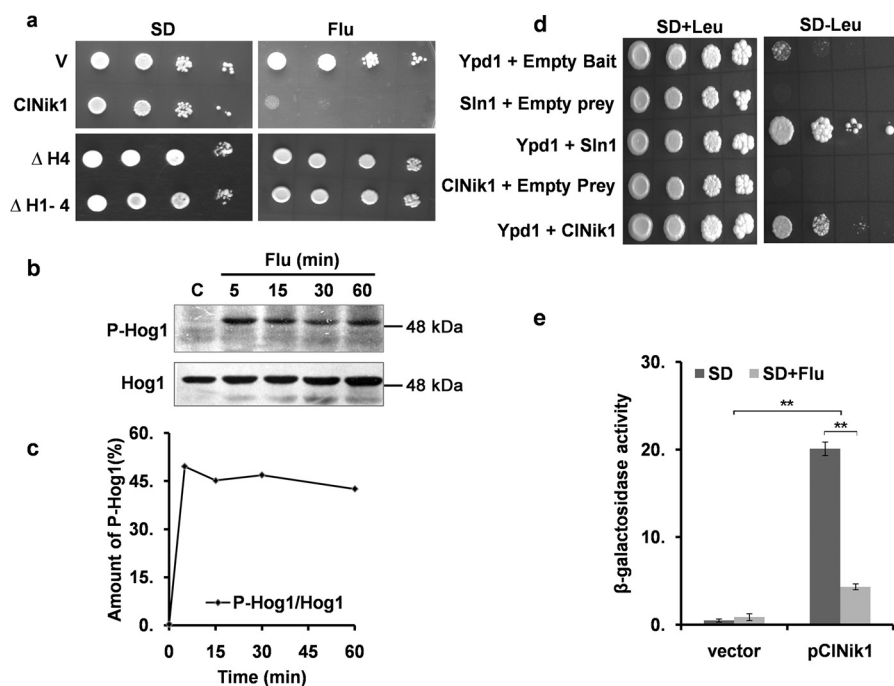 a
SD Flu
V
ClNik1
Δ H4
Δ H1- 4
b
Flu (min)
C 5 15 30 60
P-Hog1 48 kDa
Hog1 48 kDa
c
60.
45.
30.
15.
0.
Amount of P-Hog1(%)
P-Hog1/Hog1
0 15 30 45 60
Time (min)
d
SD+Leu SD-Leu
Ypd1 + Empty Bait
Sln1 + Empty prey
Ypd1 + Sln1
ClNik1 + Empty Prey
Ypd1 + ClNik1
e
30.
20.
10.
0.
β-galactosidase activity
SD SD+Flu
**
**
vector pClNik1